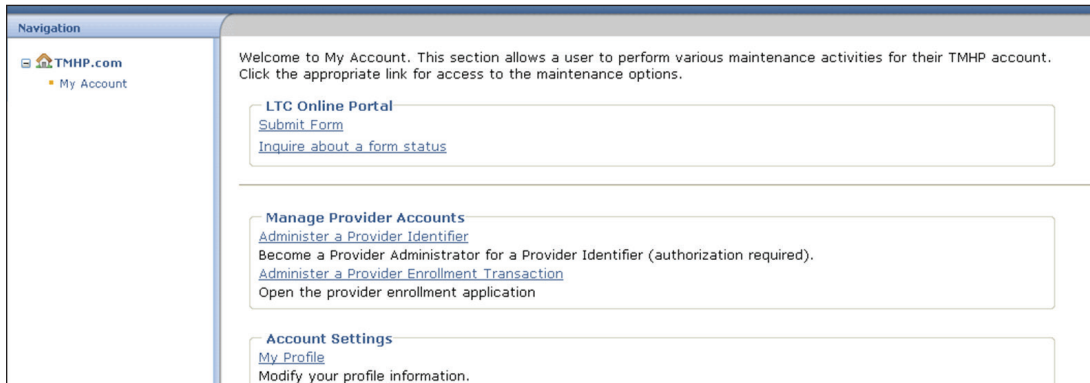 Navigation
TMHP.com
My Account
Welcome to My Account. This section allows a user to perform various maintenance activities for their TMHP account.
Click the appropriate link for access to the maintenance options.
LTC Online Portal
Submit Form
Inquire about a form status
Manage Provider Accounts
Administer a Provider Identifier
Become a Provider Administrator for a Provider Identifier (authorization required).
Administer a Provider Enrollment Transaction
Open the provider enrollment application
Account Settings
My Profile
Modify your profile information.